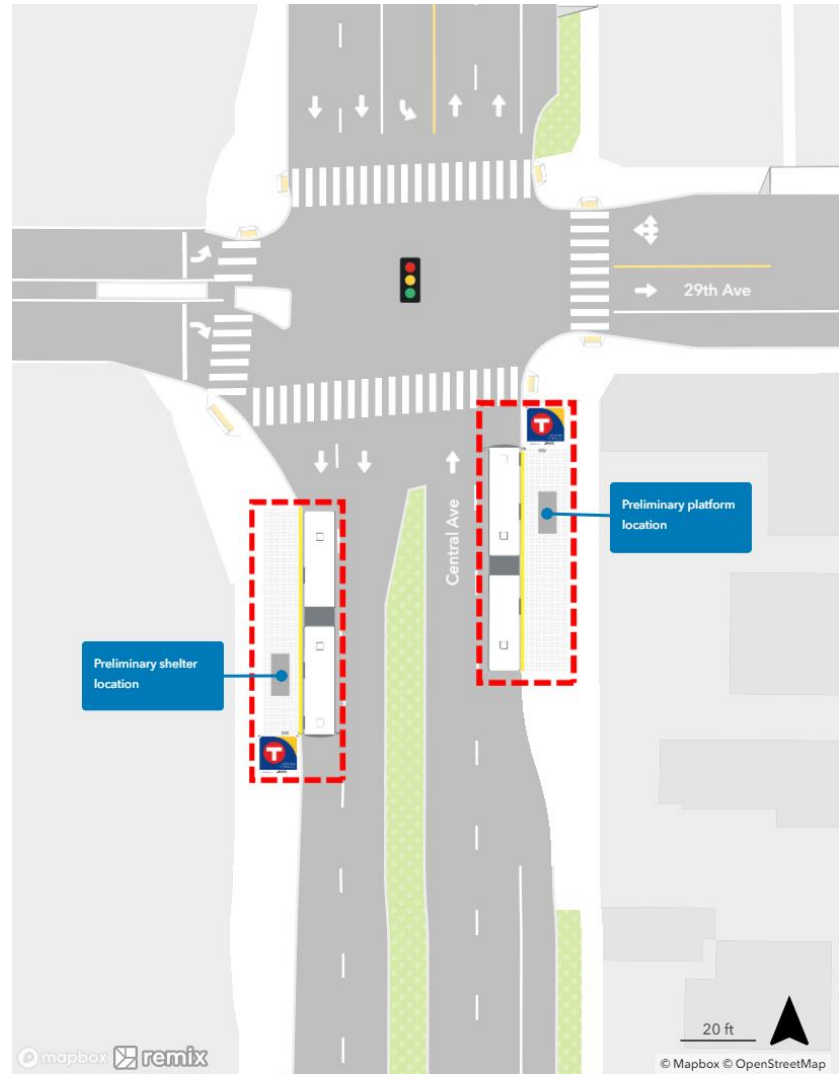 29th Ave
Central Ave
Preliminary platform
location
Preliminary shelter
location
20 ft
mapbox remix
© Mapbox © OpenStreetMap